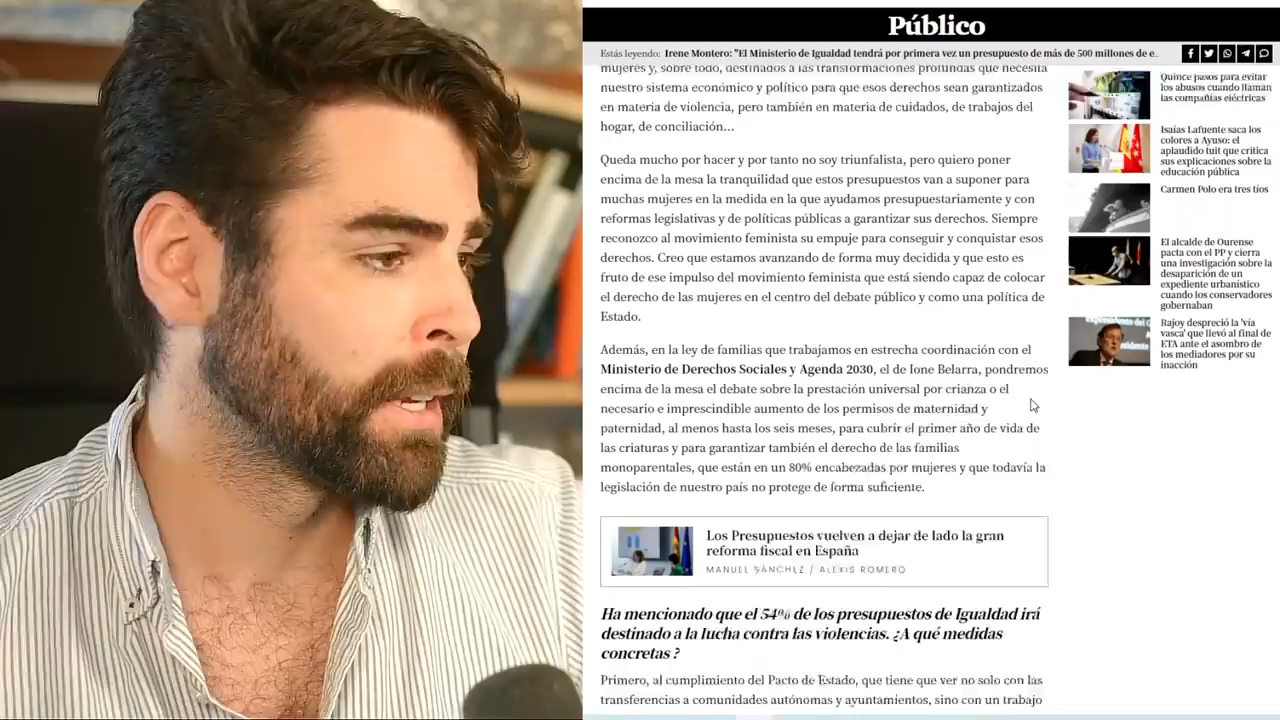 Público
Estás leyendo: Irene Montero: "El Ministerio de Igualdad tendrá por primera vez un presupuesto de más de 500 millones de e..
mujeres y, sobre todo, destinados a las transformaciones profundas que necesita
nuestro sistema económico y político para que esos derechos sean garantizados
en materia de violencia, pero también en materia de cuidados, de trabajos del
hogar, de conciliación...
Queda mucho por hacer y por tanto no soy triunfalista, pero quiero poner
encima de la mesa la tranquilidad que estos presupuestos van a suponer para
muchas mujeres en la medida en la que ayudamos presupuestariamente y con
reformas legislativas y de políticas públicas a garantizar sus derechos. Siempre
reconozco al movimiento feminista su empuje para conseguir y conquistar esos
derechos. Creo que estamos avanzando de forma muy decidida y que esto es
fruto de ese impulso del movimiento feminista que está siendo capaz de colocar
el derecho de las mujeres en el centro del debate público y como una política de
Estado.
Además, en la ley de familias que trabajamos en estrecha coordinación con el
Ministerio de Derechos Sociales y Agenda 2030, el de Ione Belarra, pondremos
encima de la mesa el debate sobre la prestación universal por crianza o el
necesario e imprescindible aumento de los permisos de maternidad y
paternidad, al menos hasta los seis meses, para cubrir el primer año de vida de
las criaturas y para garantizar también el derecho de las familias
monoparentales, que están en un 80% encabezadas por mujeres y que todavía la
legislación de nuestro país no protege de forma suficiente.
Los Presupuestos vuelven a dejar de lado la gran
reforma fiscal en España
MANUEL SÁNCHEZ / ALEXIS ROMERO
Ha mencionado que el 54% de los presupuestos de Igualdad irá
destinado a la lucha contra las violencias. ¿A qué medidas
concretas ?
Primero, al cumplimiento del Pacto de Estado, que tiene que ver no solo con las
transferencias a comunidades autónomas y ayuntamientos, sino con un trabajo
Quince pasos para evitar
los abusos cuando llaman
las compañías eléctricas
Isaías Lafuente saca los
colores a Ayuso: el
aplaudido tuit que critica
sus explicaciones sobre la
educación pública
Carmen Polo era tres tíos
El alcalde de Ourense
pacta con el PP y cierra
una investigación sobre la
desaparición de un
expediente urbanístico
cuando los conservadores
gobernaban
Rajoy despreció la 'vía
vasca' que llevó al final de
ETA ante el asombro de
los mediadores por su
inacción